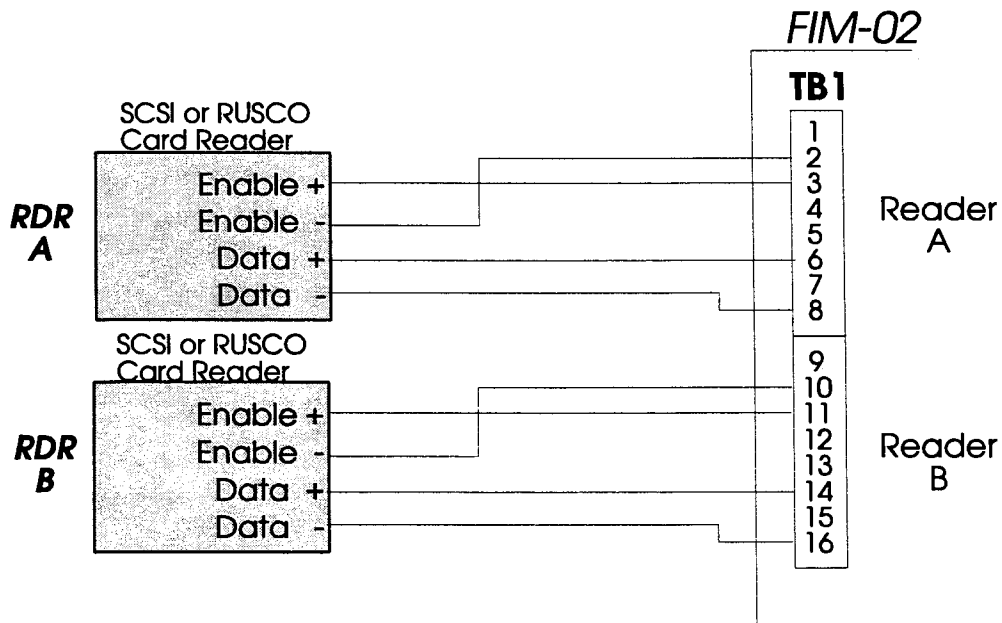 FIM-02
TB1
SCSI or RUSCO
Card Reader
RDR
A
Enable +
Enable -
Data +
Data -
1
2
3
4
5
6
7
8
Reader
A
SCSI or RUSCO
Card Reader
RDR
B
Enable +
Enable -
Data +
Data -
9
10
11
12
13
14
15
16
Reader
B